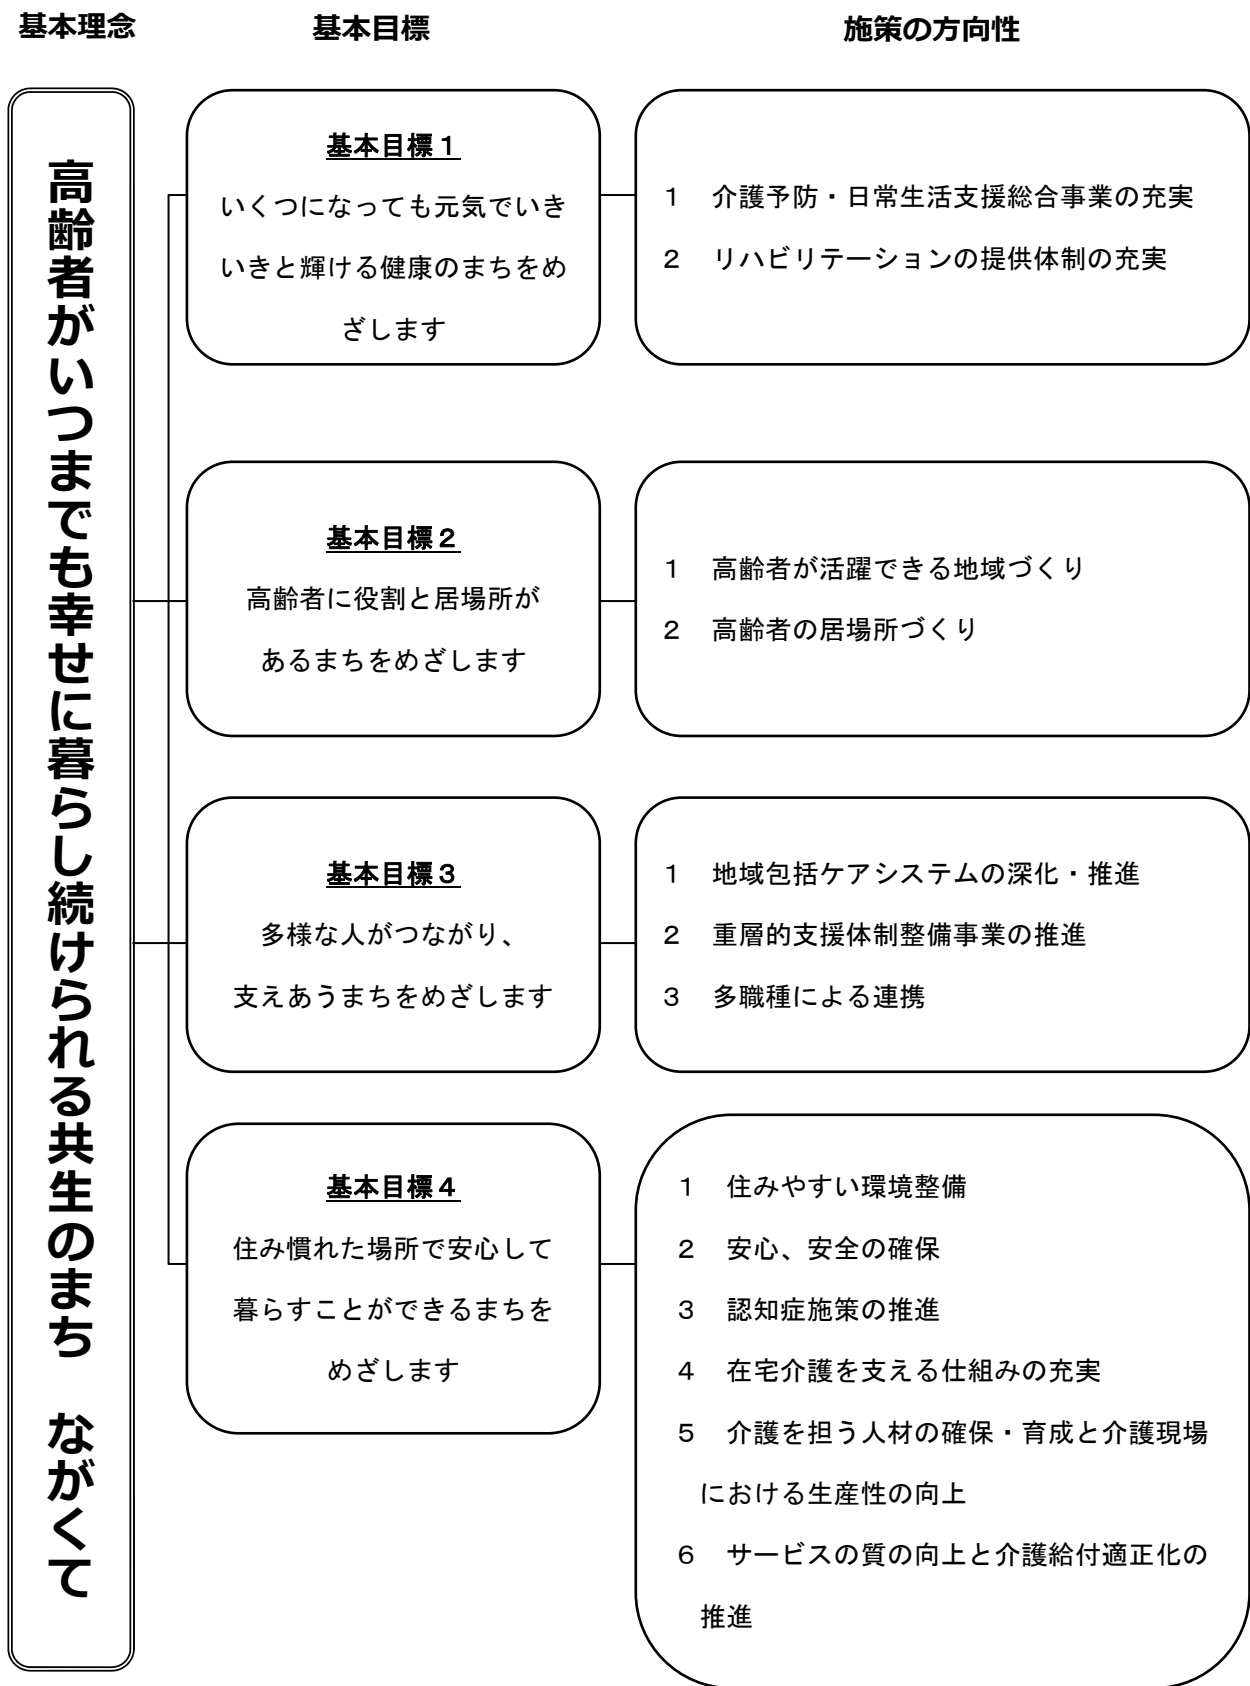 基本理念
基本目標
施策の方向性
高齢者がいつまでも幸せに暮らし続けられる共生のまち　ながくて
基本目標１
いくつになっても元気でいき
いきと輝ける健康のまちをめ
ざします
１　介護予防・日常生活支援総合事業の充実
２　リハビリテーションの提供体制の充実
基本目標２
高齢者に役割と居場所が
あるまちをめざします
１　高齢者が活躍できる地域づくり
２　高齢者の居場所づくり
基本目標３
多様な人がつながり、
支えあうまちをめざします
１　地域包括ケアシステムの深化・推進
２　重層的支援体制整備事業の推進
３　多職種による連携
基本目標４
住み慣れた場所で安心して
暮らすことができるまちを
めざします
１　住みやすい環境整備
２　安心、安全の確保
３　認知症施策の推進
４　在宅介護を支える仕組みの充実
５　介護を担う人材の確保・育成と介護現場
における生産性の向上
６　サービスの質の向上と介護給付適正化の
推進